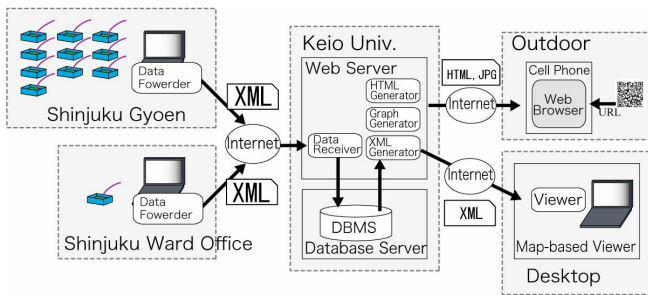 Data
Fowerder
Shinjuku Gyoen
XML
Internet
Data
Fowerder
Shinjuku Ward Office
XML
Keio Univ.
Web Server
HTML
Generator
Graph
Generator
Data
Receiver
XML
Generator
DBMS
Database Server
HTML, JPG
Internet
Internet
XML
Outdoor
Cell Phone
Web
Browser
URL
Viewer
Map-based Viewer
Desktop